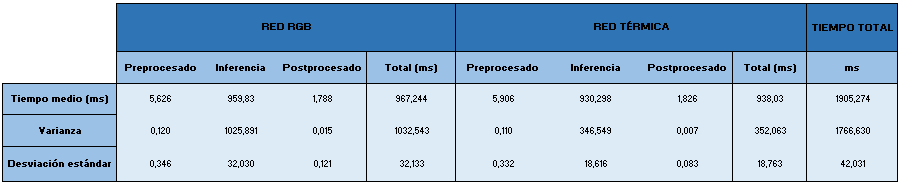 RED RGB RED TÉRMICA TIEMPO TOTAL
Preprocesado Inferencia Postprocesado Total (ms) Preprocesado Inferencia Postprocesado Total (ms) ms
Tiempo medio (ms) 5,626 959,83 1,788 967,244 5,906 930,298 1,826 938,03 1905,274
Varianza 0,120 1025,891 0,015 1032,543 0,110 346,549 0,007 352,063 1766,630
Desviación estándar 0,346 32,030 0,121 32,133 0,332 18,616 0,083 18,763 42,031